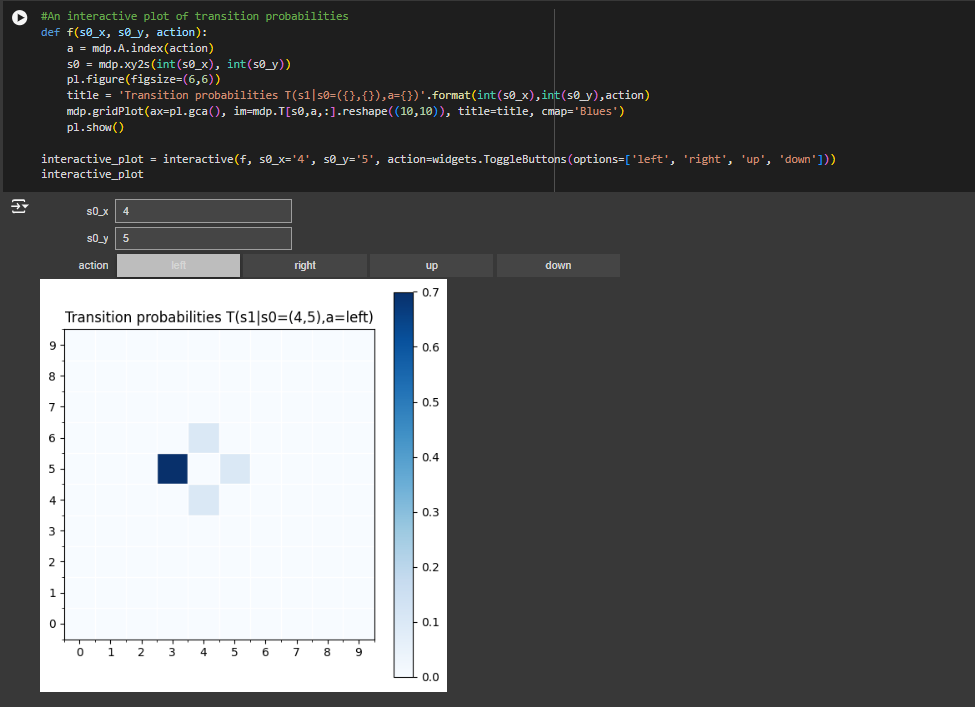 #An interactive plot of transition probabilities
def f(s0_x, s0_y, action):
    a = mdp.A.index(action)
    s0 = mdp.xy2s(int(s0_x), int(s0_y))
    pl.figure(figsize=(6,6))
    title = 'Transition probabilities T(s1|s0=({},{}),a={})'.format(int(s0_x),int(s0_y),action)
    mdp.gridPlot(ax=pl.gca(), im=mdp.T[s0,a,:].reshape((10,10)), title=title, cmap='Blues')
    pl.show()
interactive_plot = interactive(f, s0_x='4', s0_y='5', action=widgets.ToggleButtons(options=['left', 'right', 'up', 'down']))
interactive_plot
s0_x 4
s0_y 5
action left right up down
Transition probabilities T(s1|s0=(4,5),a=left)
9
8
7
6
5
4
3
2
1
0
0 1 2 3 4 5 6 7 8 9
0.7
0.6
0.5
0.4
0.3
0.2
0.1
0.0